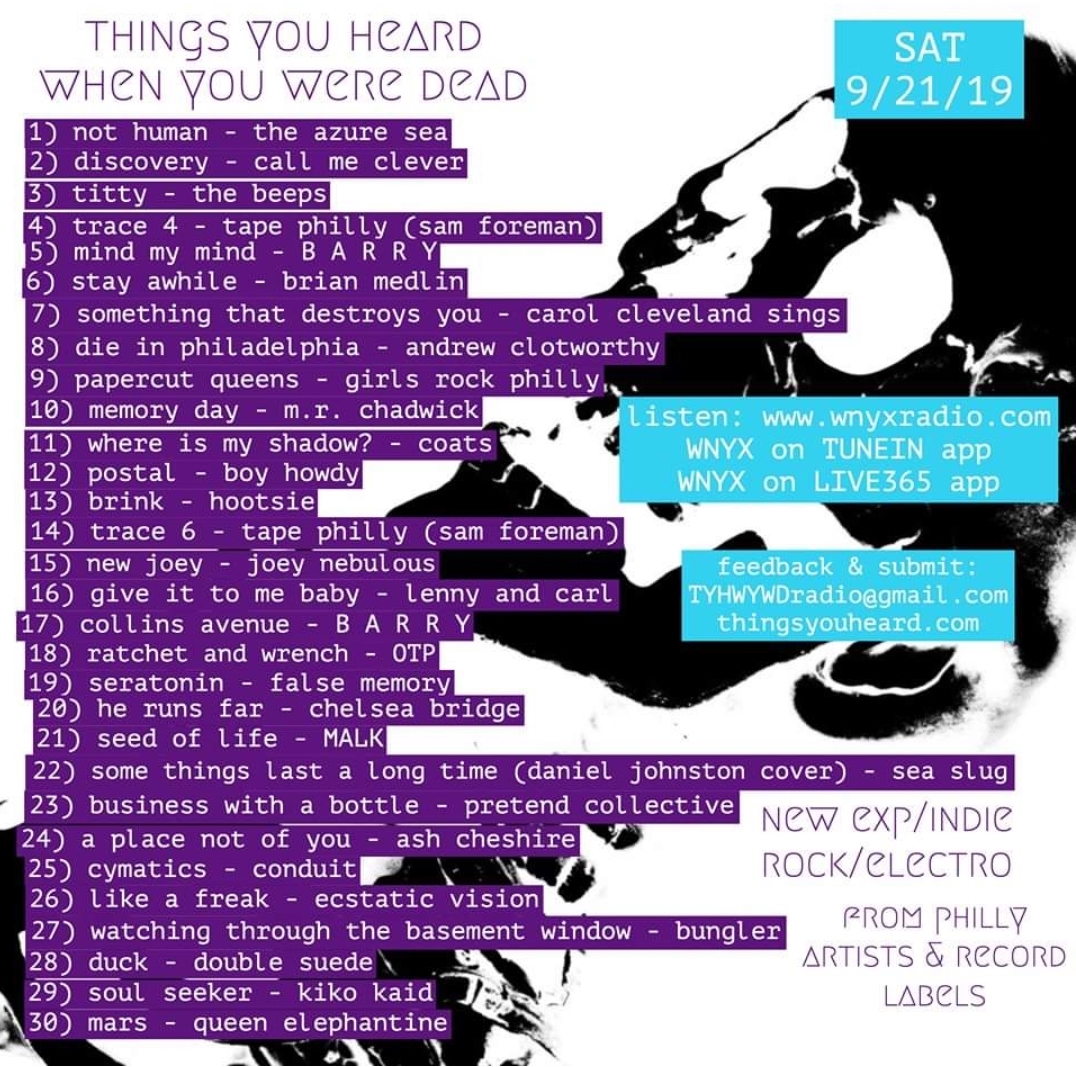 THINGS YOU HEARD
WHEN YOU WERE DEAD
SAT
9/21/19
1) not human - the azure sea
2) discovery - call me clever
3) titty - the beeps
4) trace 4 - tape philly (sam foreman)
5) mind my mind - B A R R Y
6) stay awhile - brian medlin
7) something that destroys you - carol cleveland sings
8) die in philadelphia - andrew clotworthy
9) papercut queens - girls rock philly
10) memory day - m.r. chadwick
11) where is my shadow? - coats
12) postal - boy howdy
13) brink - hootsie
14) trace 6 - tape philly (sam foreman)
15) new joey - joey nebulous
16) give it to me baby - lenny and carl
17) collins avenue - B A R R Y
18) ratchet and wrench - OTP
19) seratonin - false memory
20) he runs far - chelsea bridge
21) seed of life - MALK
22) some things last a long time (daniel johnston cover) - sea slug
23) business with a bottle - pretend collective
24) a place not of you - ash cheshire
25) cymatics - conduit
26) like a freak - ecstatic vision
27) watching through the basement window - bungler
28) duck - double suede
29) soul seeker - kiko kaid
30) mars - queen elephantine
listen: www.wnyxradio.com
WNYX on TUNEIN app
WNYX on LIVE365 app
feedback & submit:
TYHWYWDradio@gmail.com
thingsyouheard.com
NEW EXP/INDIE
ROCK/ELECTRO
FROM PHILLY
ARTISTS & RECORD
LABELS